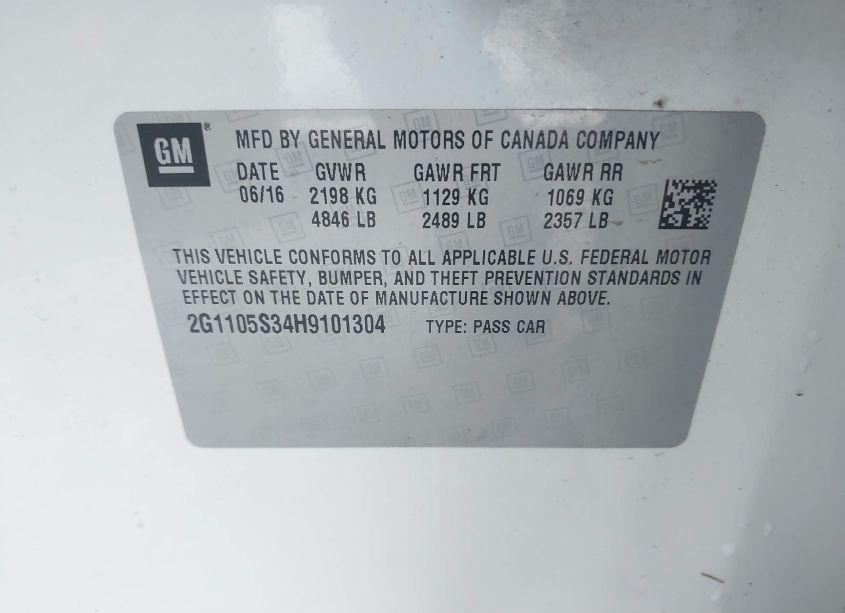 GM ® MFD BY GENERAL MOTORS OF CANADA COMPANY
DATE GVWR GAWR FRT GAWR RR
06/16 2198 KG 1129 KG 1069 KG
4846 LB 2489 LB 2357 LB
THIS VEHICLE CONFORMS TO ALL APPLICABLE U.S. FEDERAL MOTOR
VEHICLE SAFETY, BUMPER, AND THEFT PREVENTION STANDARDS IN
EFFECT ON THE DATE OF MANUFACTURE SHOWN ABOVE.
2G1105S34H9101304 TYPE: PASS CAR